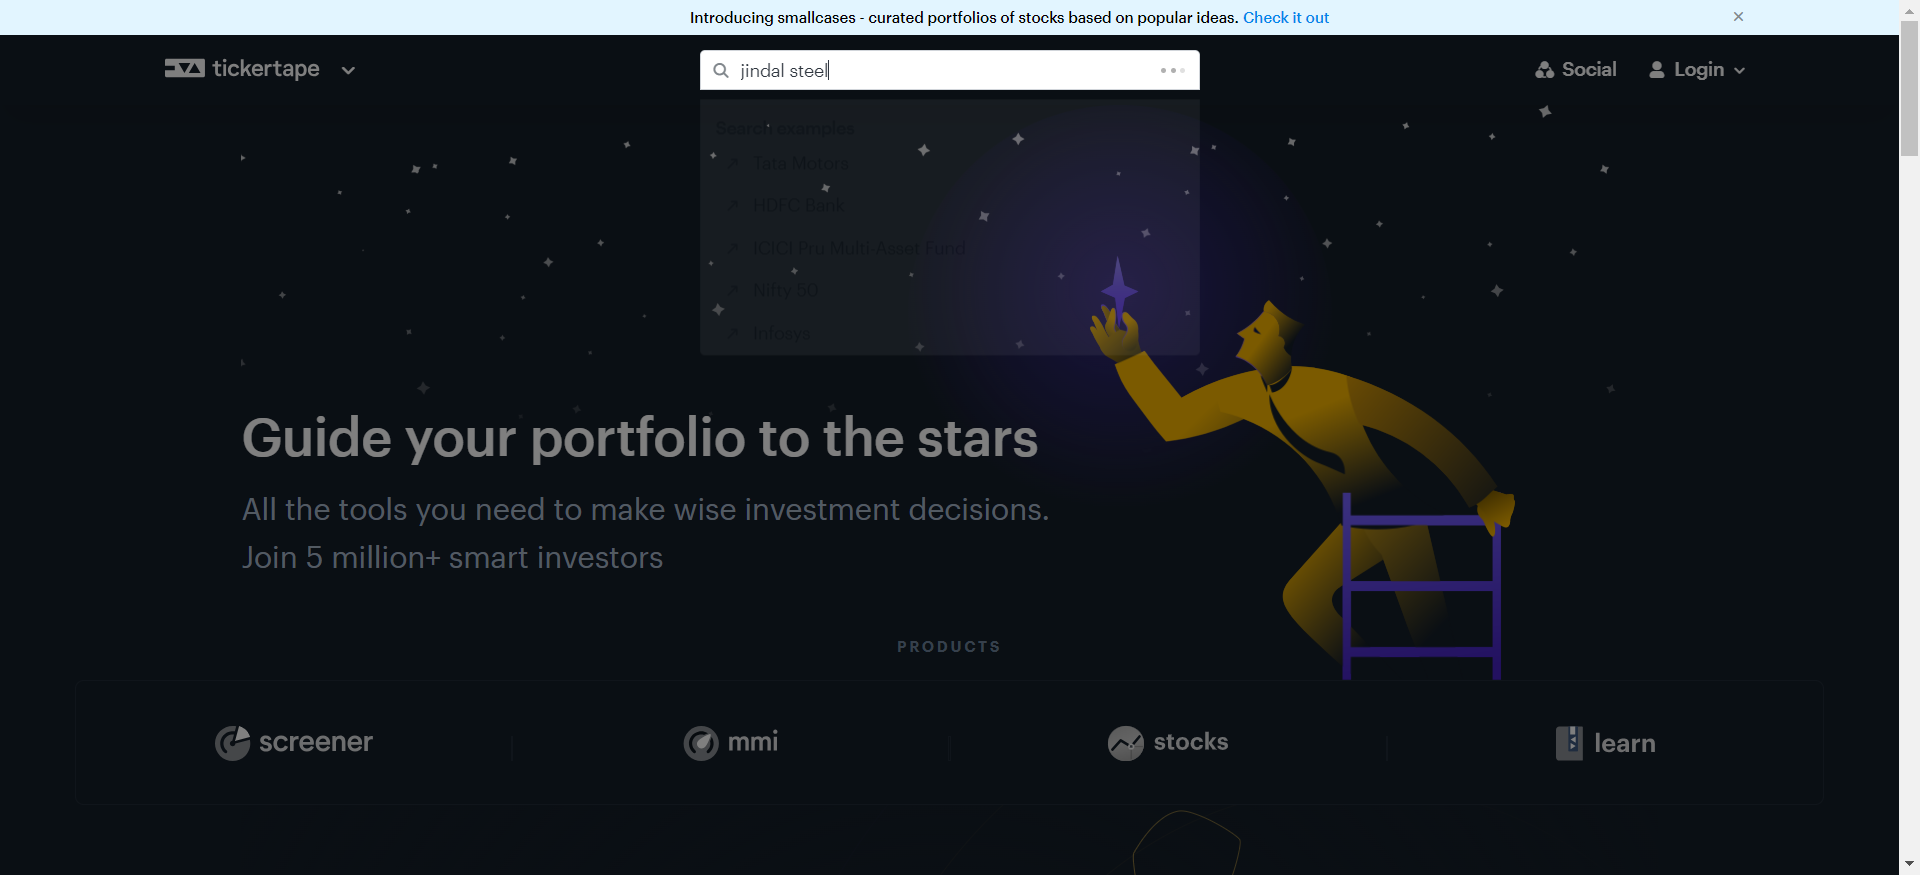 Introducing smallcases - curated portfolios of stocks based on popular ideas. Check it out
tickertape
jindal steel
Social
Login
Search examples
Tata Motors
HDFC Bank
ICICI Pru Multi-Asset Fund
Nifty 50
Infosys
Guide your portfolio to the stars
All the tools you need to make wise investment decisions.
Join 5 million+ smart investors
PRODUCTS
screener
mmi
stocks
learn